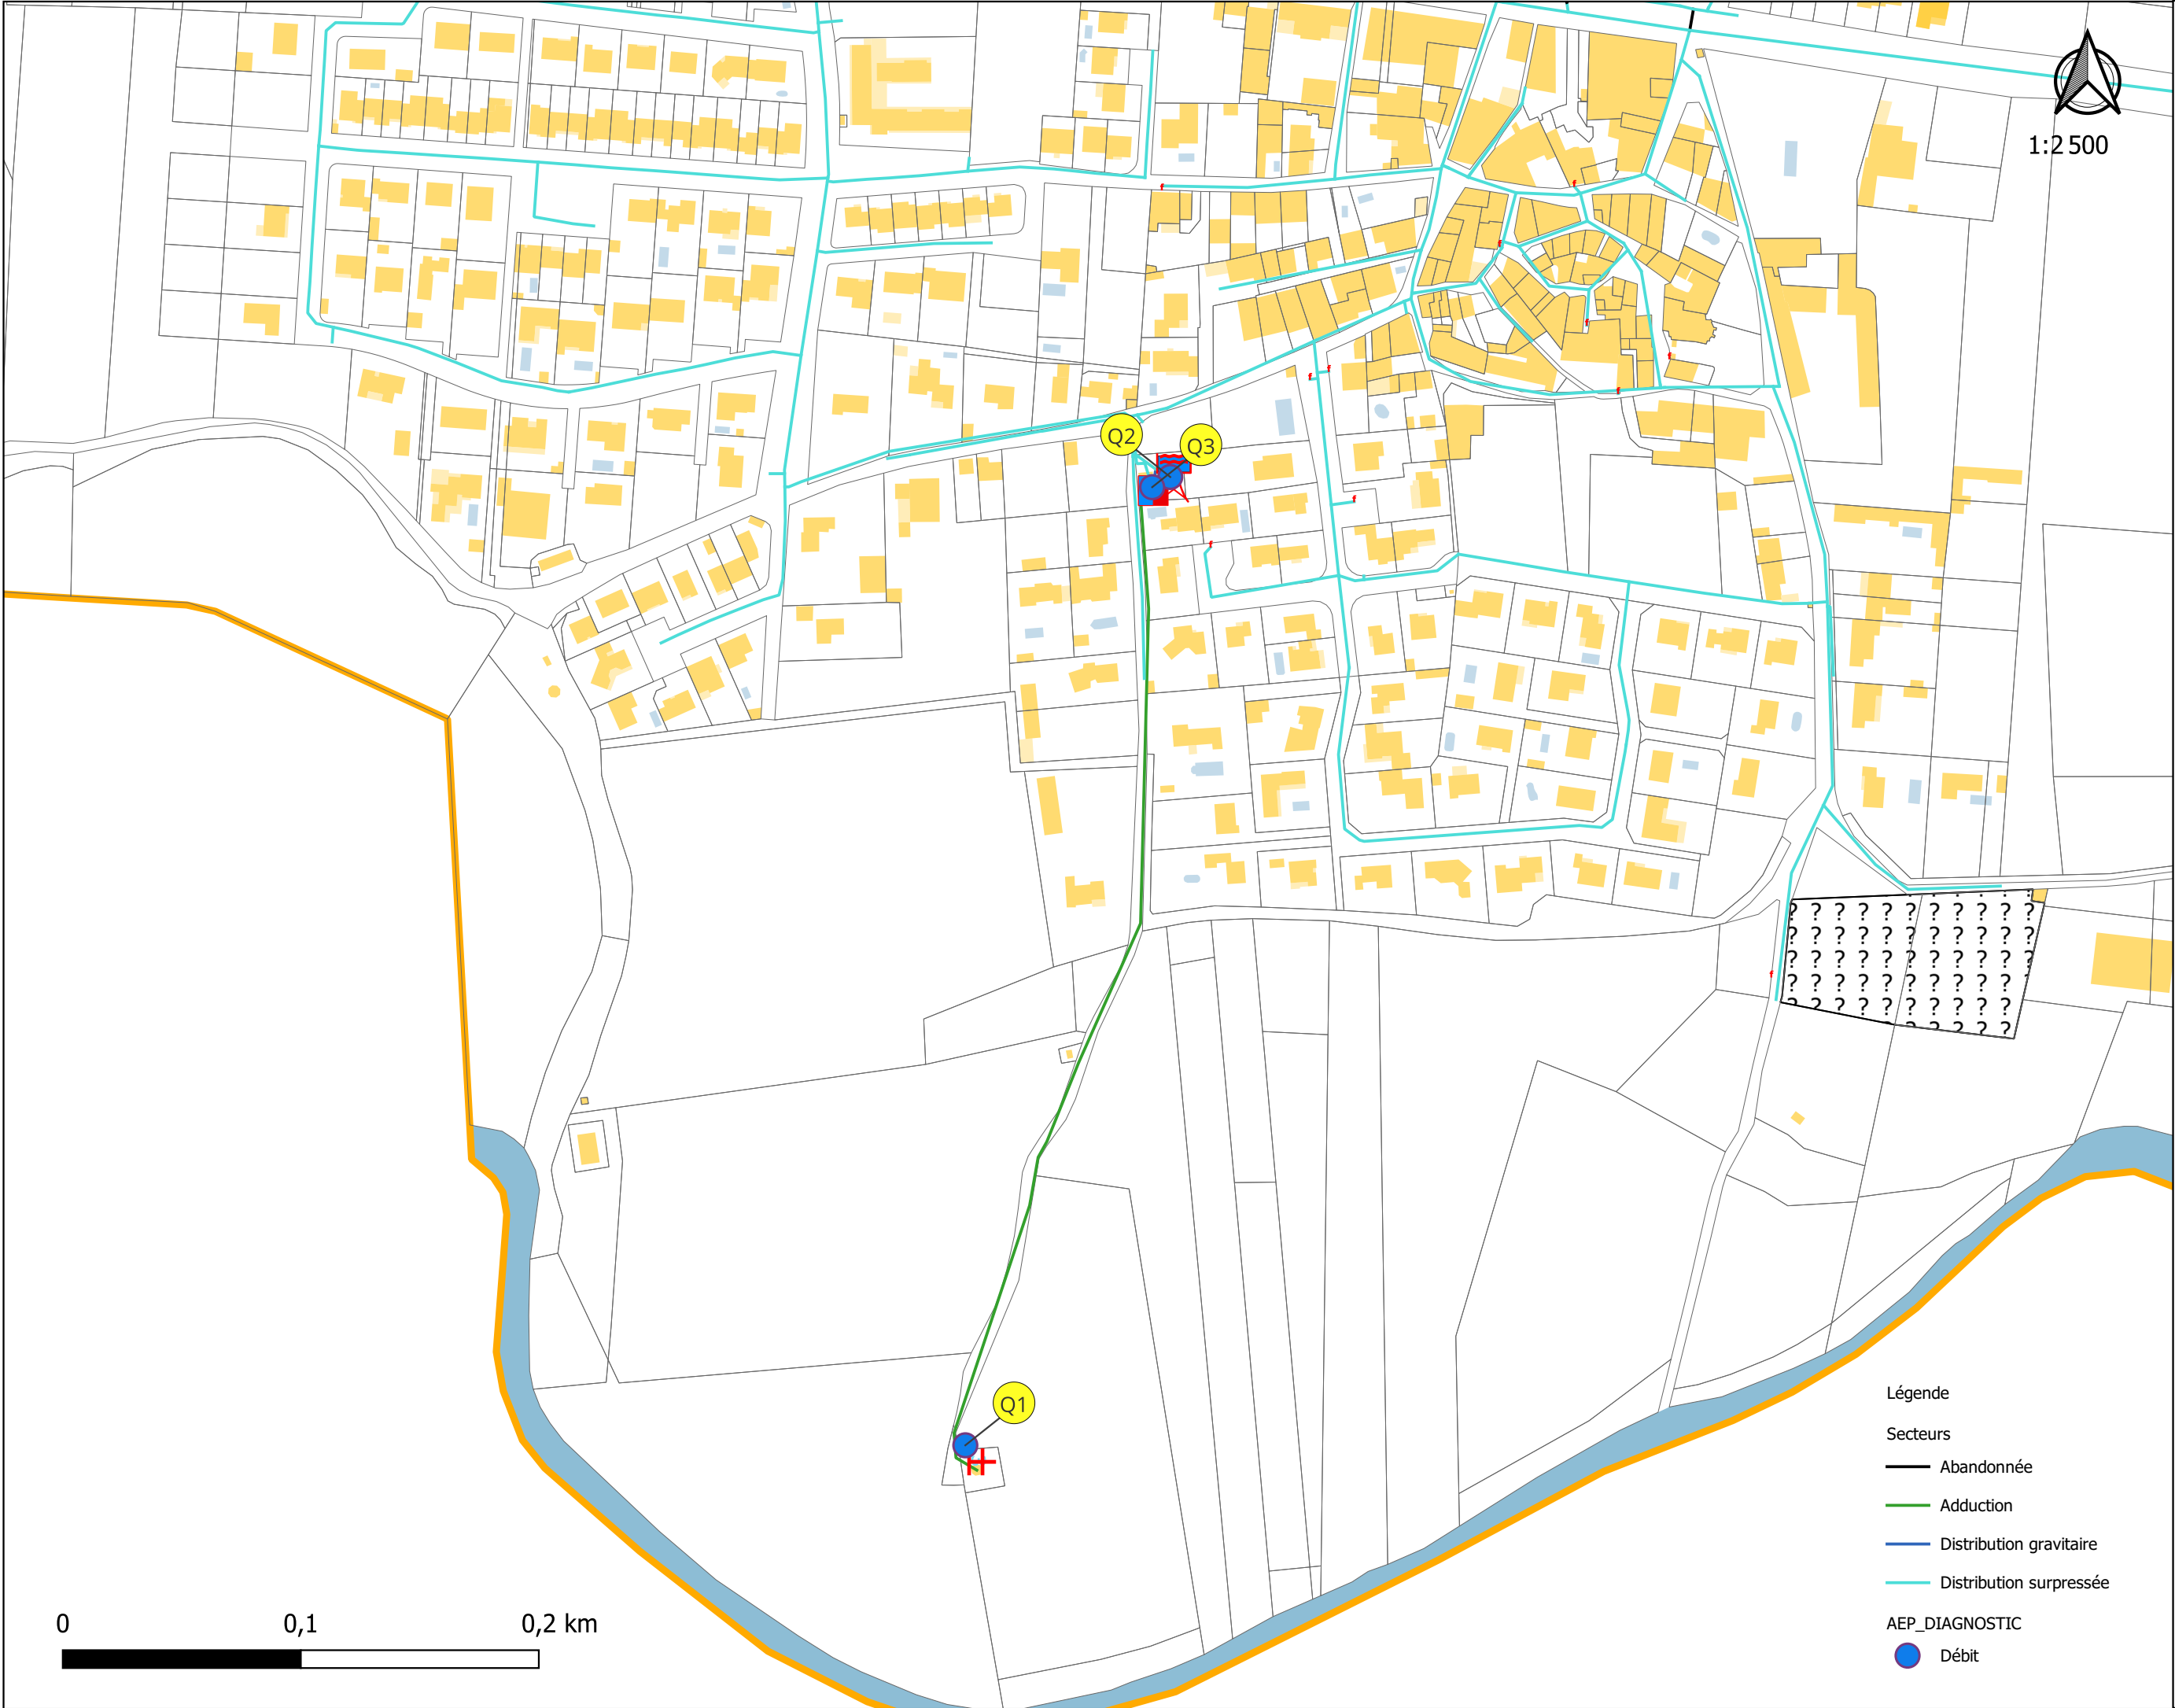 1:2 500
f
f
f
f
f
f
f
f
Q2
Q3
f
f
? ? ? ? ? ? ? ? ? ? ?
? ? ? ? ? ? ? ? ? ? ?
? ? ? ? ? ? ? ? ? ? ?
f
? ? ? ? ? ? ? ? ? ? ?
? ? ? ? ? ? ? ? ? ?
? ? ? ? ?
Q1
Légende
Secteurs
Abandonnée
Adduction
Distribution gravitaire
Distribution surpressée
AEP_DIAGNOSTIC
Débit
0 0,1 0,2 km